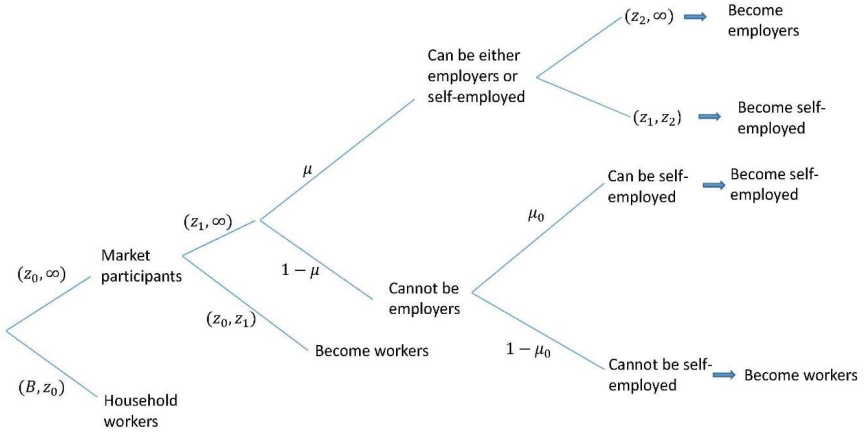 (z₂, ∞)
Become
employers
Can be either
employers or
self-employed
(z₁, z₂)
Become self-
employed
μ
Can be self-
employed
Become self-
employed
(z₁, ∞)
μ₀
Market
participants
(z₀, ∞)
1 − μ
Cannot be
employers
(z₀, z₁)
Become workers
1 − μ₀
Cannot be self-
employed
Become workers
(B, z₀)
Household
workers